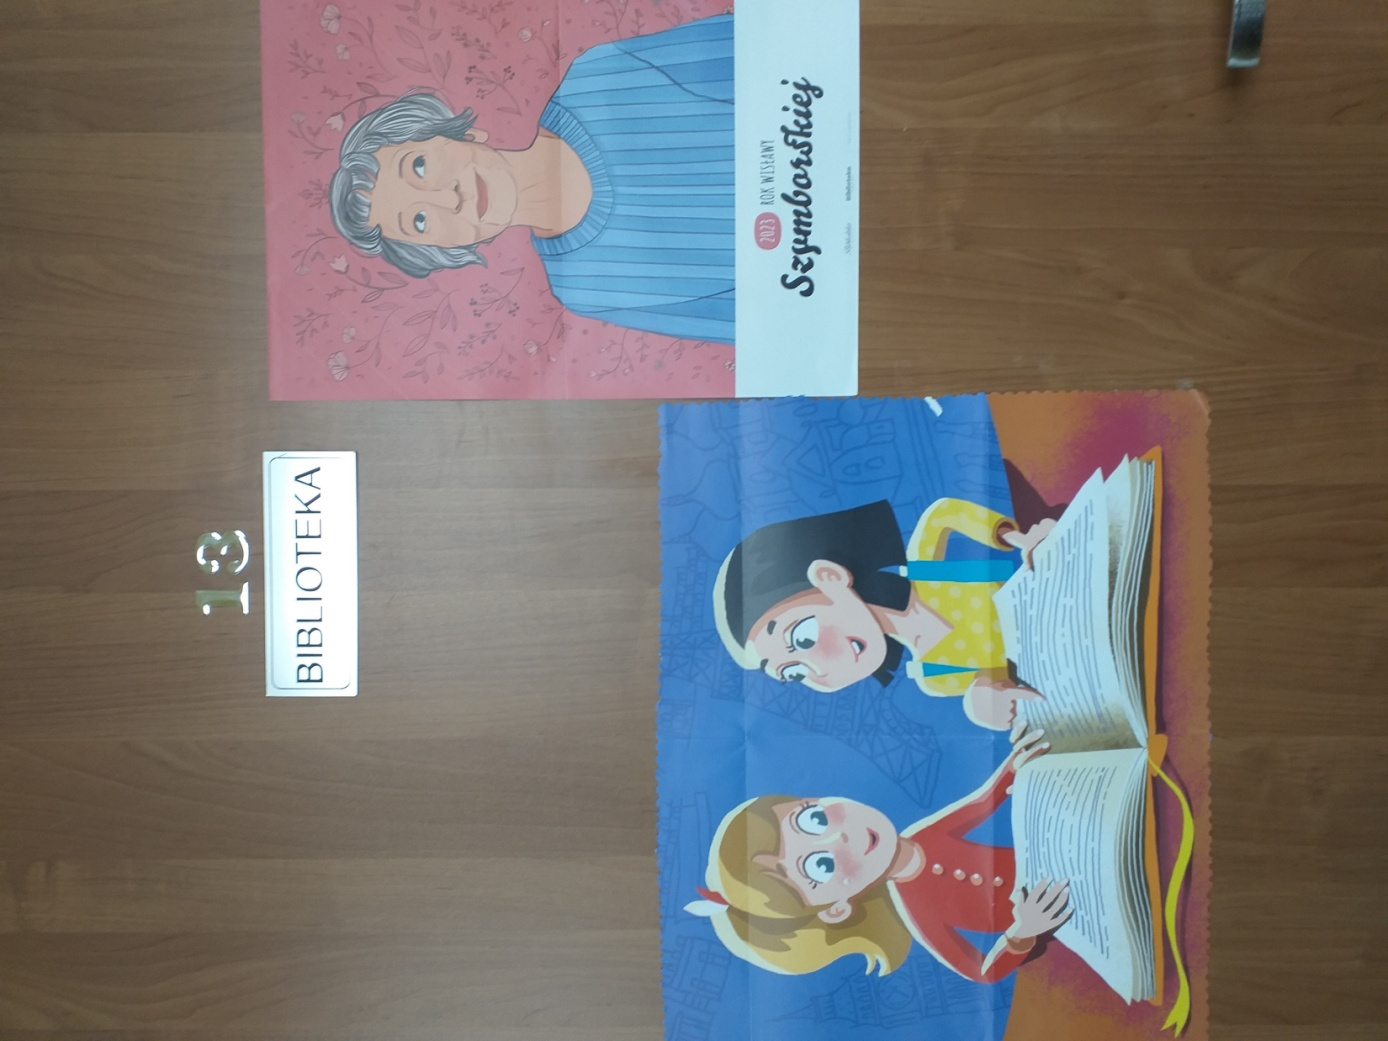 13
BIBLIOTEKA
2023 ROK WISŁAWY
Szymborskiej